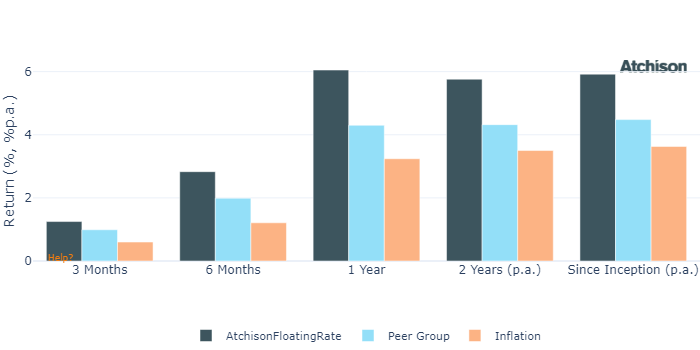 Atchison
Return (%, %p.a.)
6
4
2
0
Help?
3 Months
6 Months
1 Year
2 Years (p.a.)
Since Inception (p.a.)
AtchisonFloatingRate
Peer Group
Inflation